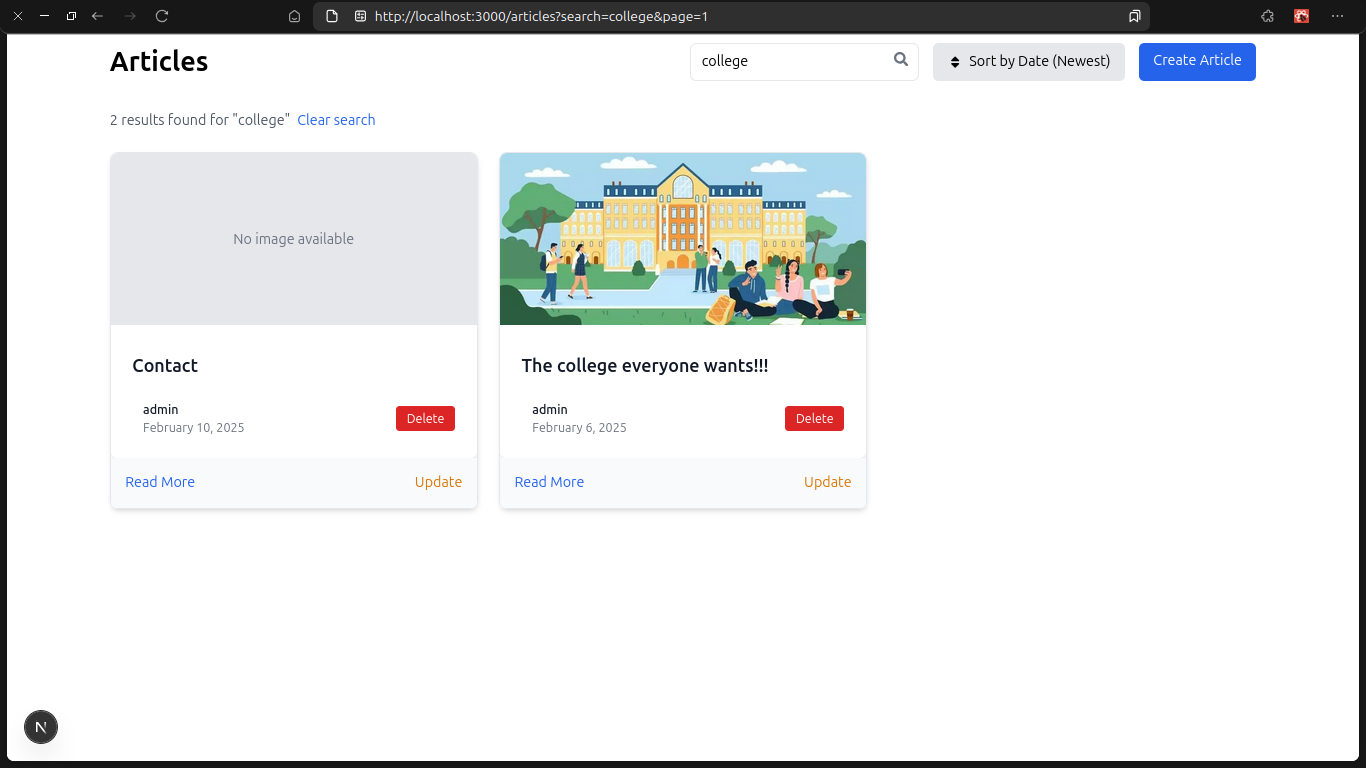 http://localhost:3000/articles?search=college&page=1
Articles
college
Sort by Date (Newest)
Create Article
2 results found for "college" Clear search
No image available
Contact
admin
February 10, 2025
Delete
Read More
Update
The college everyone wants!!!
admin
February 6, 2025
Delete
Read More
Update
N